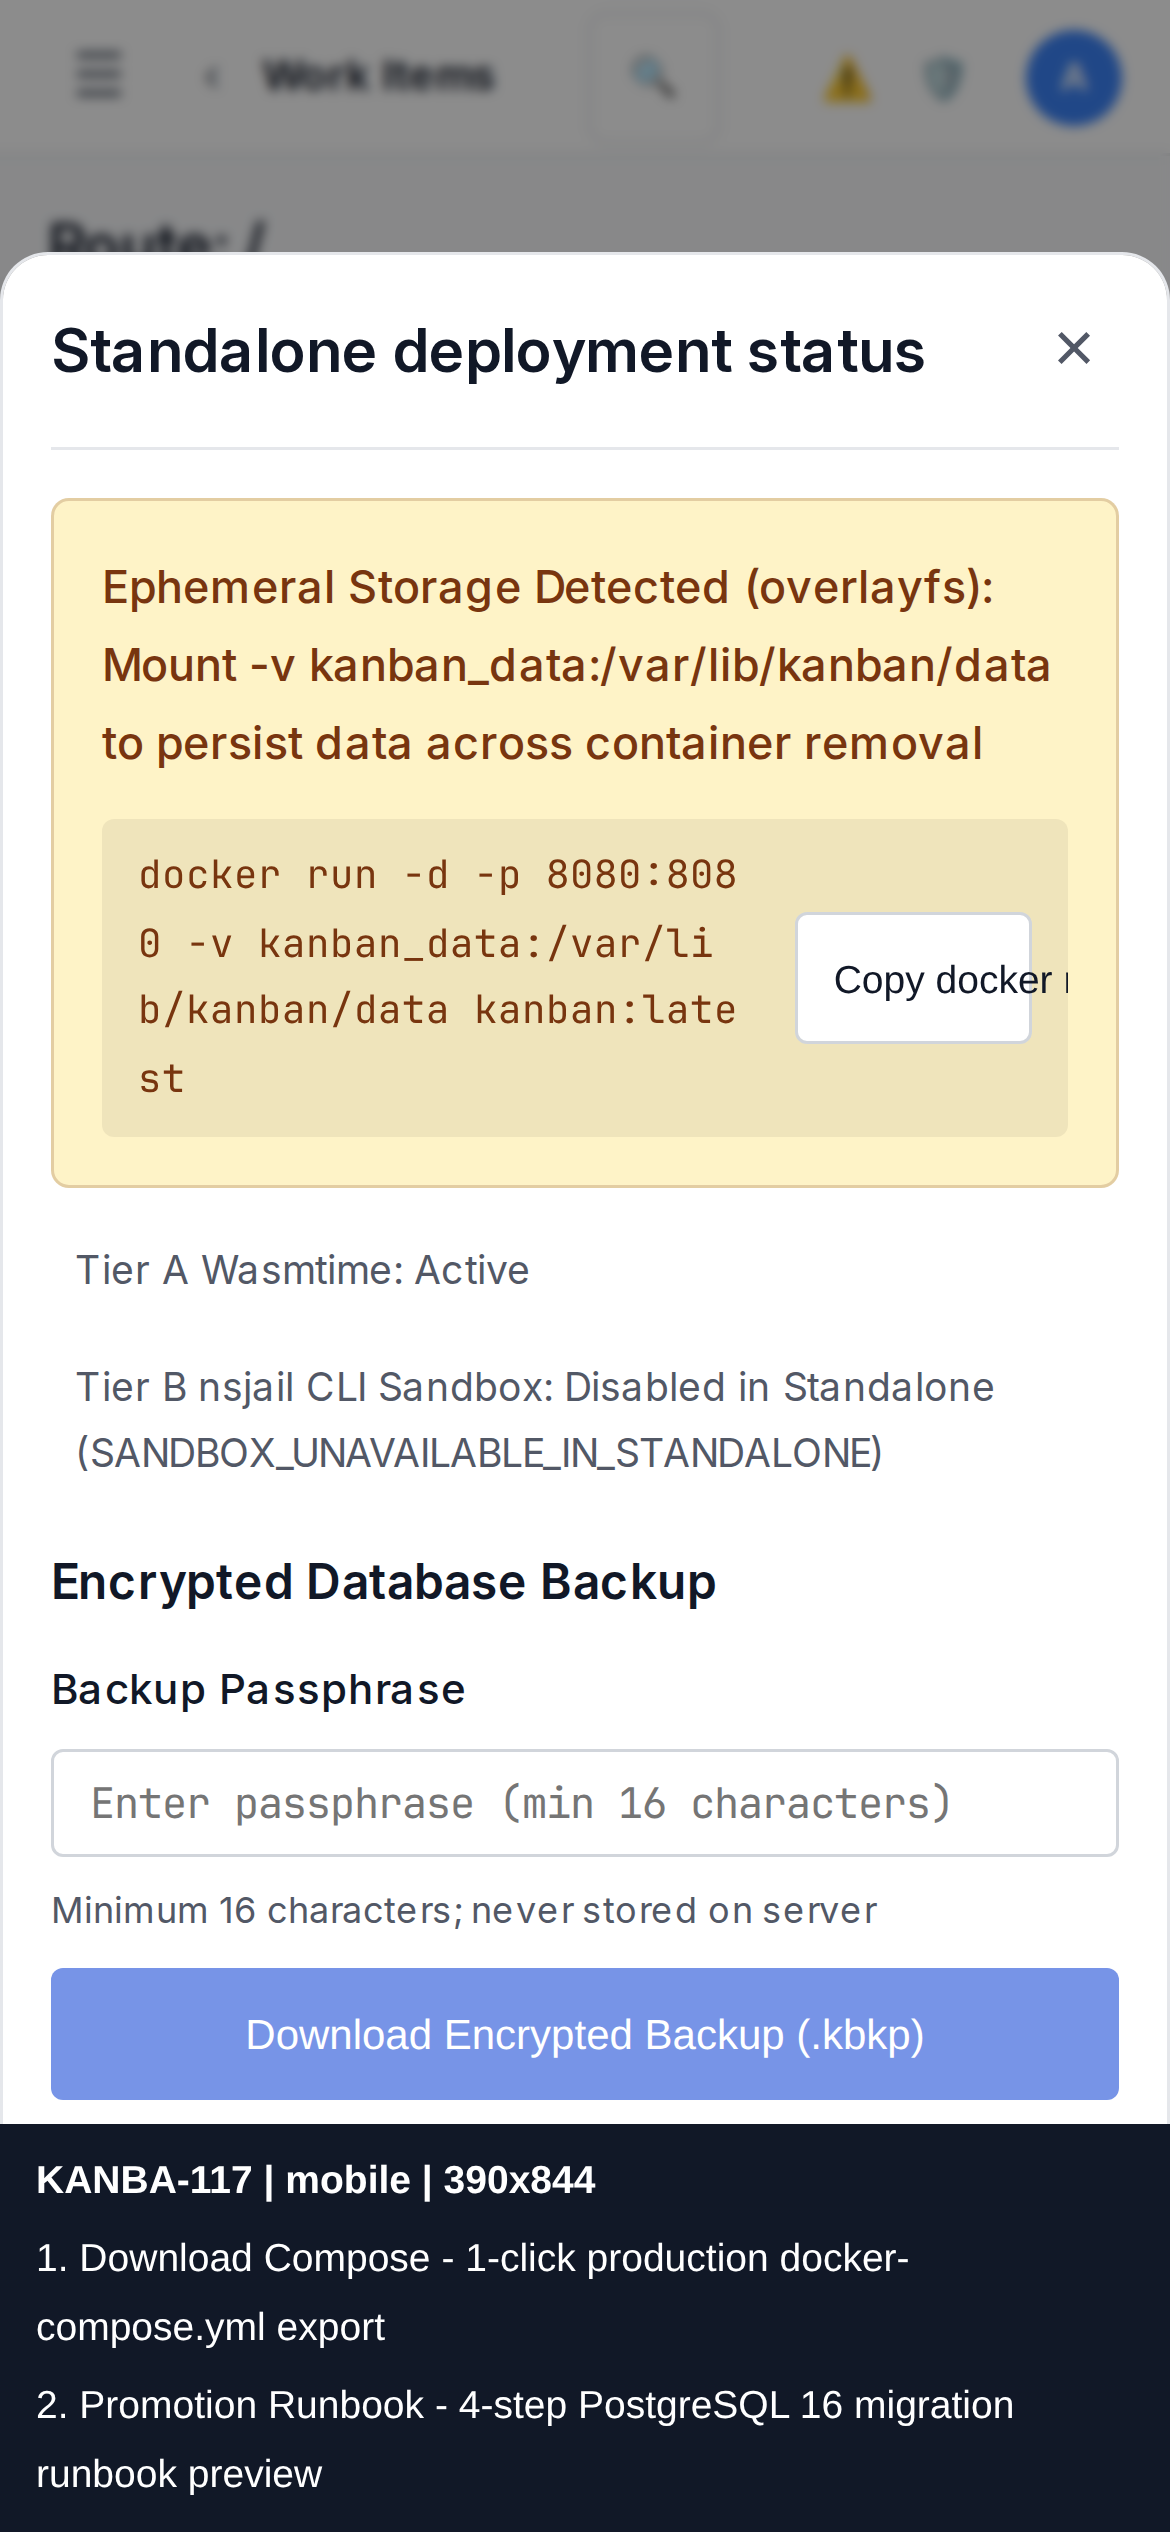 Work Items
A
Route: /
Standalone deployment status
Ephemeral Storage Detected (overlayfs):
Mount -v kanban_data:/var/lib/kanban/data
to persist data across container removal
docker run -d -p 8080:808
0 -v kanban_data:/var/li
b/kanban/data kanban:late
st
Copy docker
Tier A Wasmtime: Active
Tier B nsjail CLI Sandbox: Disabled in Standalone
(SANDBOX_UNAVAILABLE_IN_STANDALONE)
Encrypted Database Backup
Backup Passphrase
Enter passphrase (min 16 characters)
Minimum 16 characters; never stored on server
Download Encrypted Backup (.kbkp)
KANBA-117 | mobile | 390x844
1. Download Compose - 1-click production docker-
compose.yml export
2. Promotion Runbook - 4-step PostgreSQL 16 migration
runbook preview